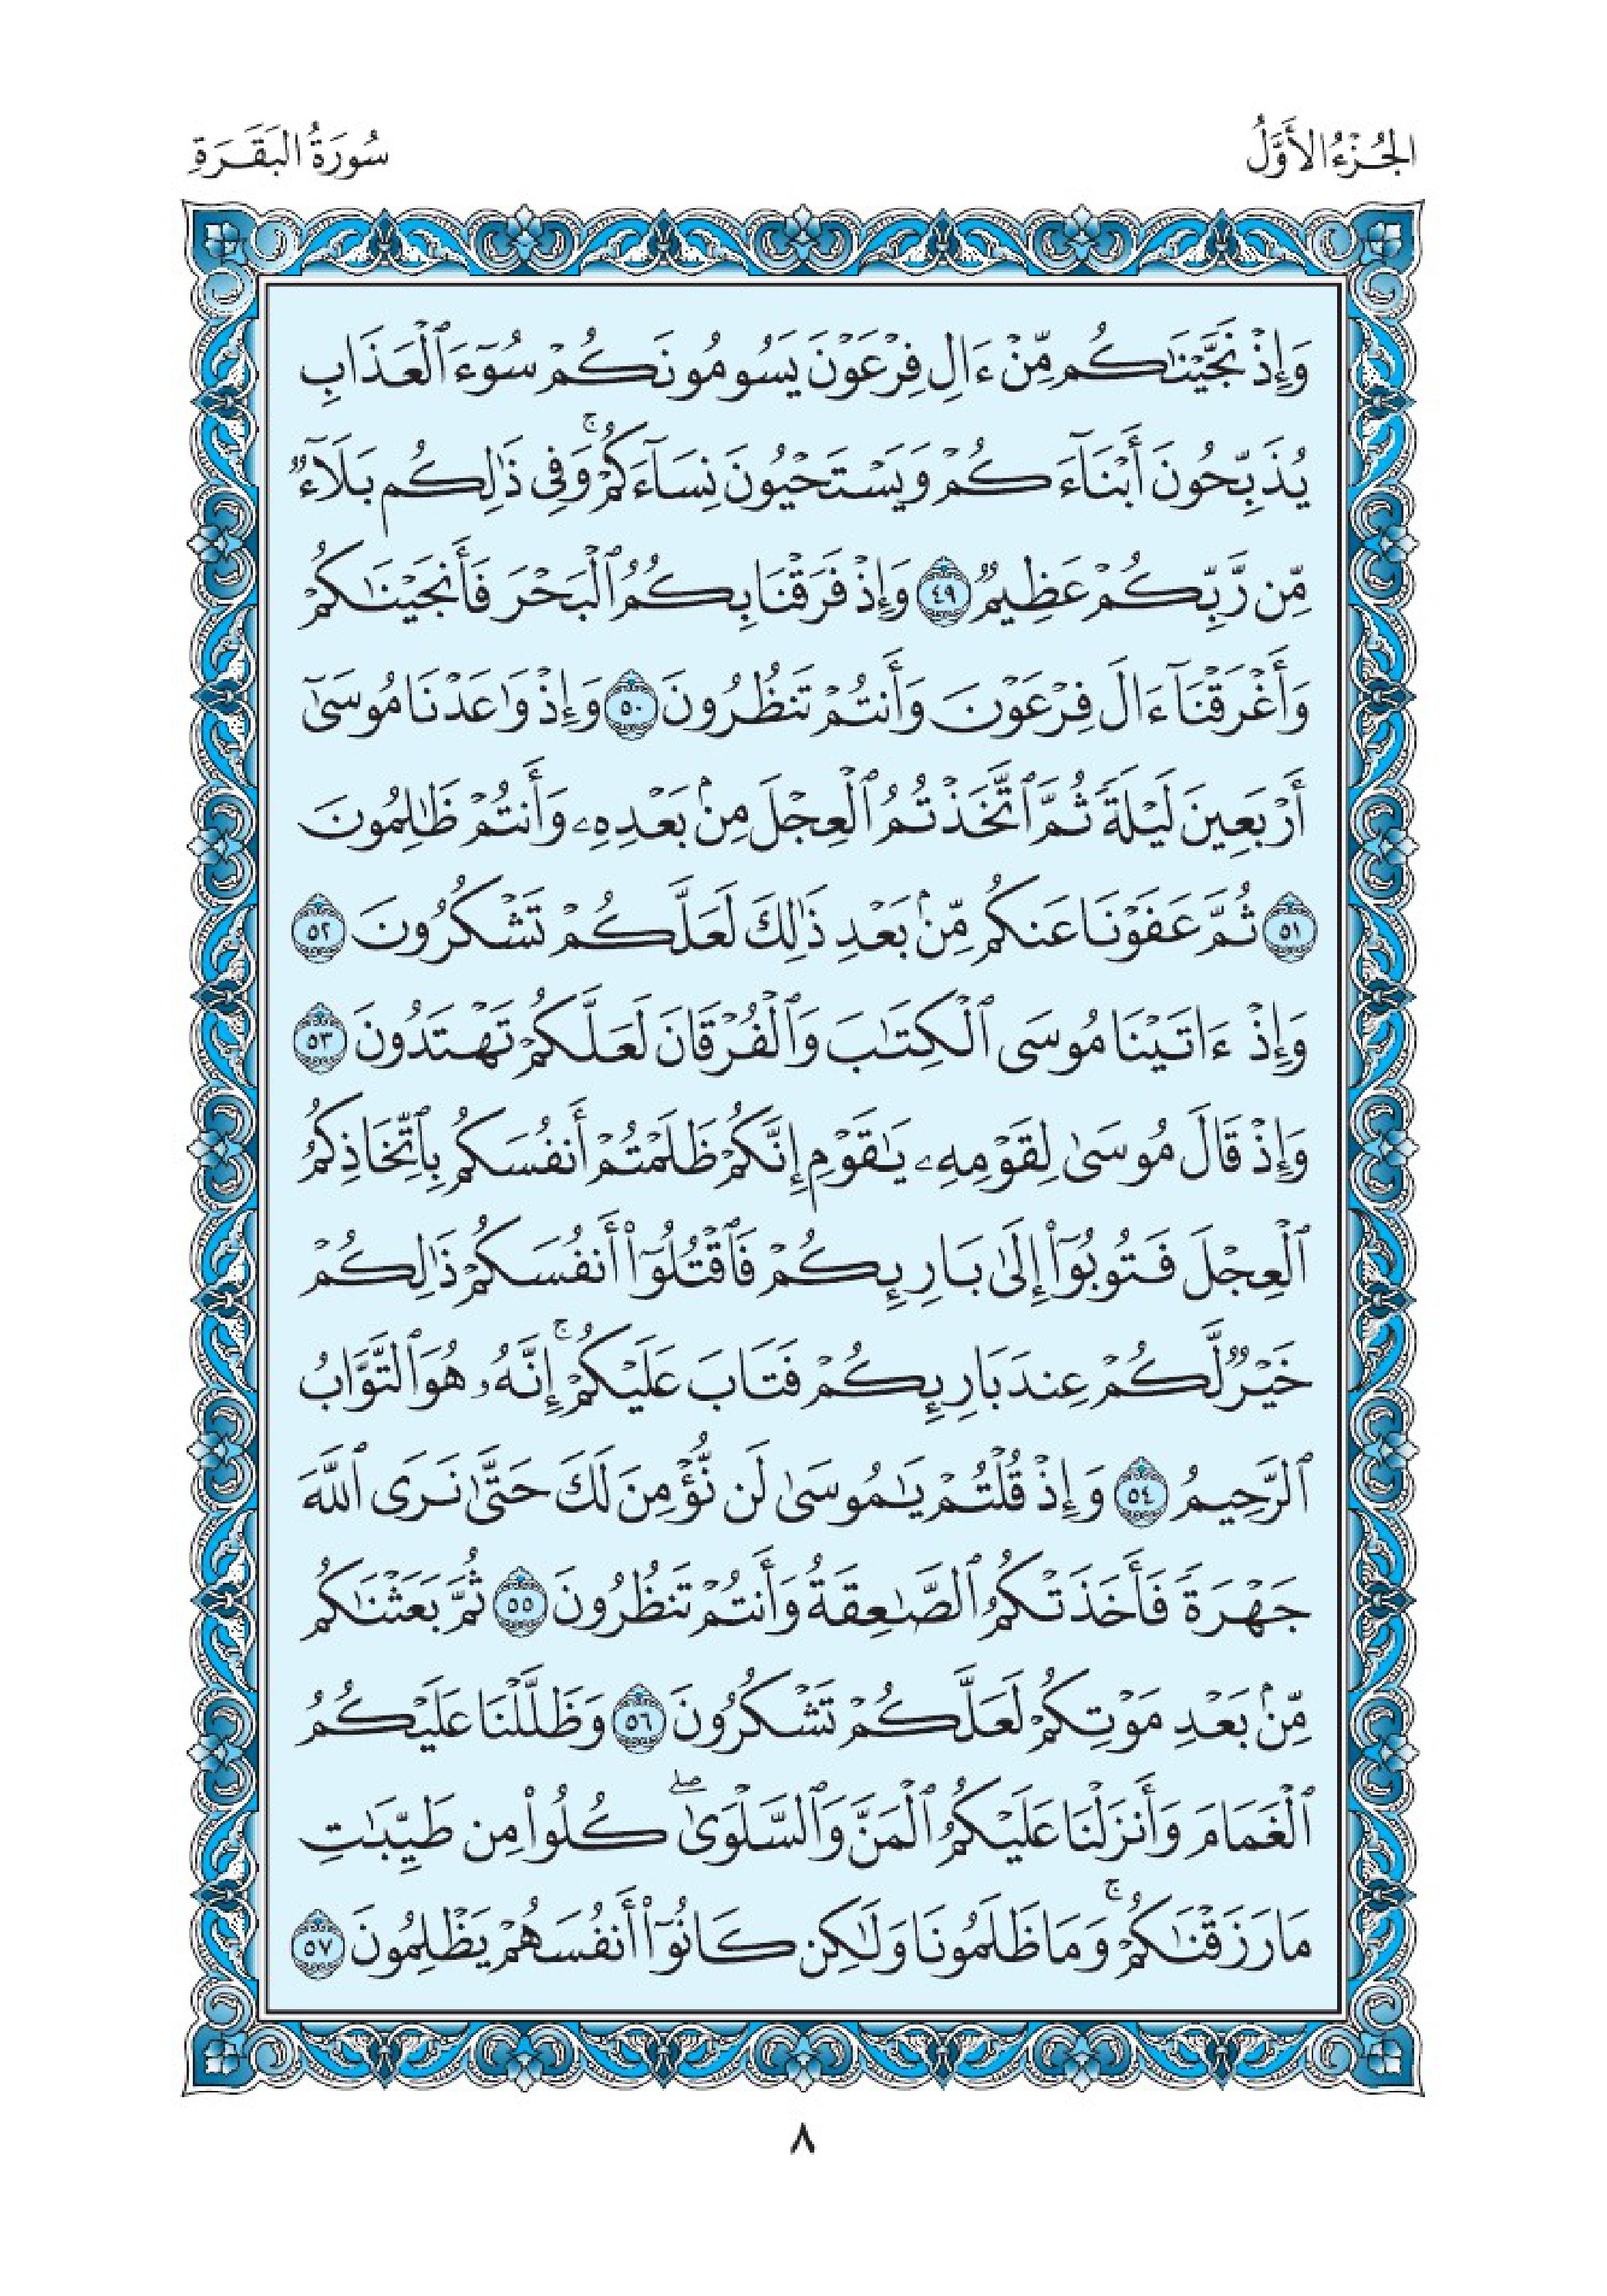 الجُزْءُ الأَوَّلُ
سُورَةُ البَقَرَةِ
وَإِذْ نَجَّيْنَٰكُم مِّنْ ءَالِ فِرْعَوْنَ يَسُومُونَكُمْ سُوٓءَ ٱلْعَذَابِ
يُذَبِّحُونَ أَبْنَآءَكُمْ وَيَسْتَحْيُونَ نِسَآءَكُمْ ۚ وَفِى ذَٰلِكُم بَلَآءٌ
مِّن رَّبِّكُمْ عَظِيمٌ ٤٩ وَإِذْ فَرَقْنَا بِكُمُ ٱلْبَحْرَ فَأَنجَيْنَٰكُمْ
وَأَغْرَقْنَآ ءَالَ فِرْعَوْنَ وَأَنتُمْ تَنظُرُونَ ٥٠ وَإِذْ وَٰعَدْنَا مُوسَىٰٓ
أَرْبَعِينَ لَيْلَةً ثُمَّ ٱتَّخَذْتُمُ ٱلْعِجْلَ مِنۢ بَعْدِهِۦ وَأَنتُمْ ظَٰلِمُونَ
٥١ ثُمَّ عَفَوْنَا عَنكُم مِّنۢ بَعْدِ ذَٰلِكَ لَعَلَّكُمْ تَشْكُرُونَ ٥٢
وَإِذْ ءَاتَيْنَا مُوسَى ٱلْكِتَٰبَ وَٱلْفُرْقَانَ لَعَلَّكُمْ تَهْتَدُونَ ٥٣
وَإِذْ قَالَ مُوسَىٰ لِقَوْمِهِۦ يَٰقَوْمِ إِنَّكُمْ ظَلَمْتُمْ أَنفُسَكُم بِٱتِّخَاذِكُمُ
ٱلْعِجْلَ فَتُوبُوٓا۟ إِلَىٰ بَارِئِكُمْ فَٱقْتُلُوٓا۟ أَنفُسَكُمْ ذَٰلِكُمْ
خَيْرٌ لَّكُمْ عِندَ بَارِئِكُمْ فَتَابَ عَلَيْكُمْ ۚ إِنَّهُۥ هُوَ ٱلتَّوَّابُ
ٱلرَّحِيمُ ٥٤ وَإِذْ قُلْتُمْ يَٰمُوسَىٰ لَن نُّؤْمِنَ لَكَ حَتَّىٰ نَرَى ٱللَّهَ
جَهْرَةً فَأَخَذَتْكُمُ ٱلصَّٰعِقَةُ وَأَنتُمْ تَنظُرُونَ ٥٥ ثُمَّ بَعَثْنَٰكُم
مِّنۢ بَعْدِ مَوْتِكُمْ لَعَلَّكُمْ تَشْكُرُونَ ٥٦ وَظَلَّلْنَا عَلَيْكُمُ
ٱلْغَمَامَ وَأَنزَلْنَا عَلَيْكُمُ ٱلْمَنَّ وَٱلسَّلْوَىٰ ۖ كُلُوا۟ مِن طَيِّبَٰتِ
مَا رَزَقْنَٰكُمْ ۚ وَمَا ظَلَمُونَا وَلَٰكِن كَانُوٓا۟ أَنفُسَهُمْ يَظْلِمُونَ ٥٧
٨